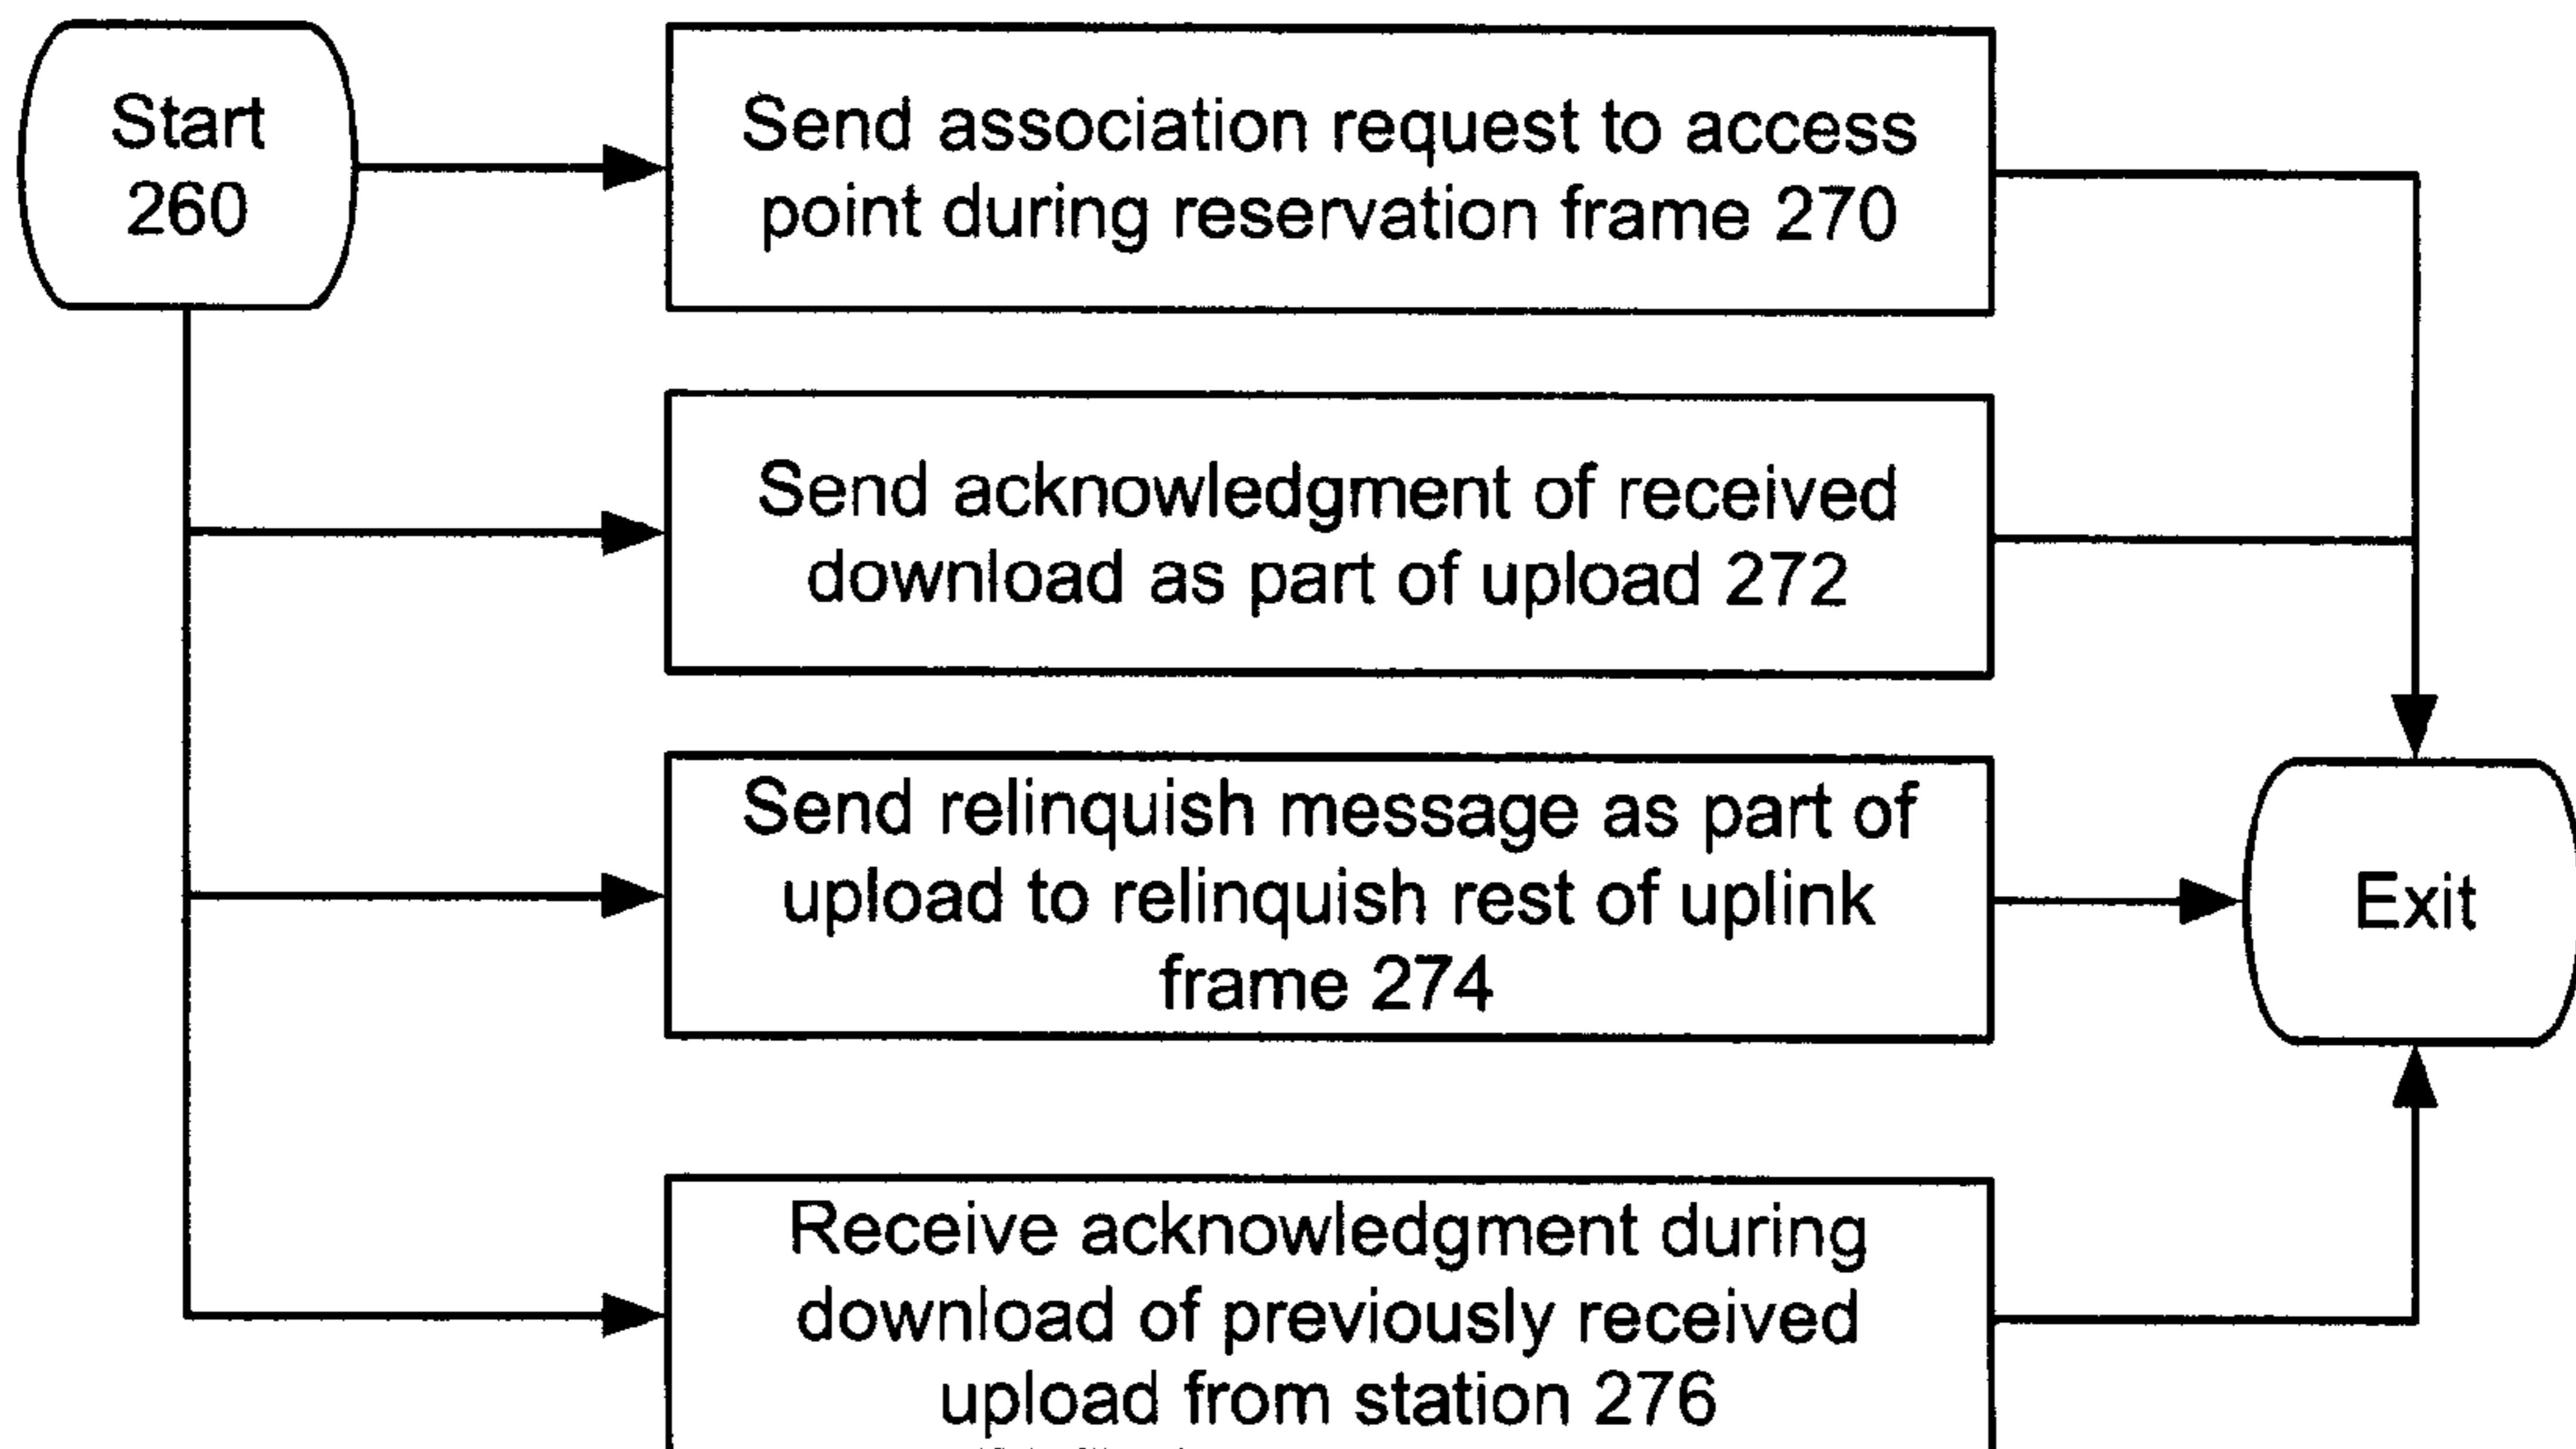 Start
260
Send association request to access
point during reservation frame 270
Send acknowledgment of received
download as part of upload 272
Send relinquish message as part of
upload to relinquish rest of uplink
frame 274
Exit
Receive acknowledgment during
download of previously received
upload from station 276